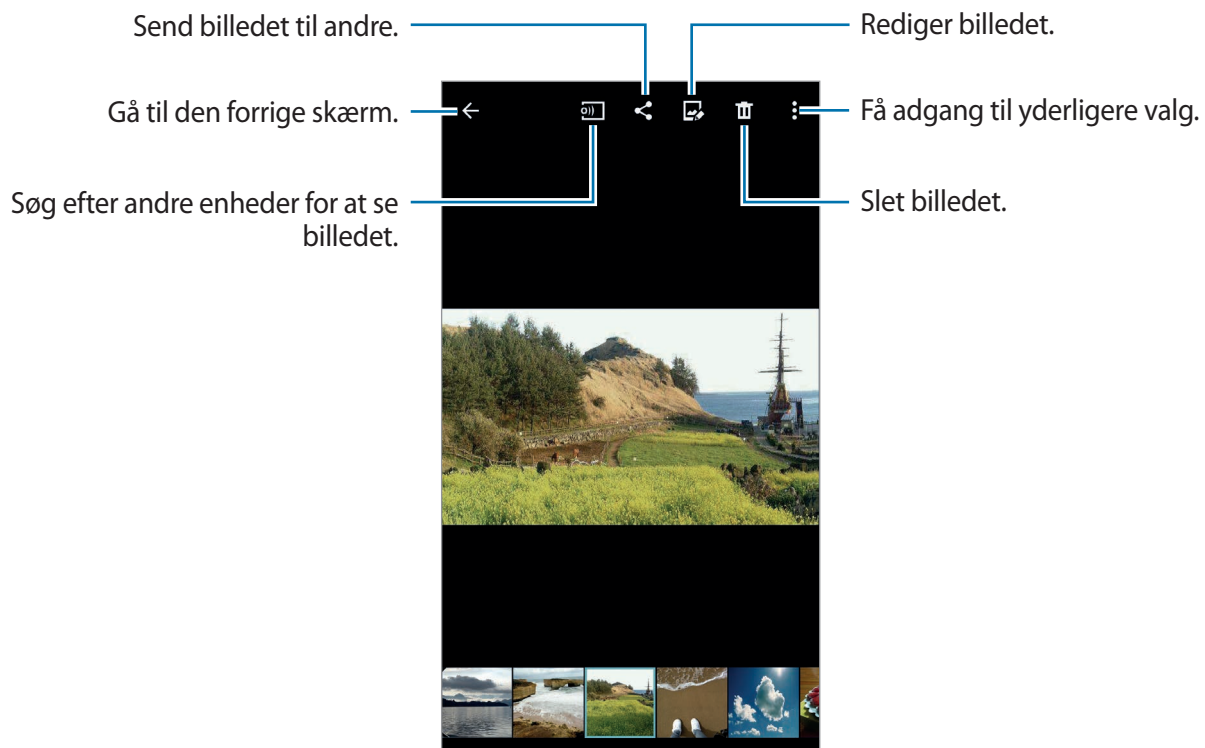 Send billedet til andre.
Rediger billedet.
Gå til den forrige skærm.
Få adgang til yderligere valg.
Søg efter andre enheder for at se
billedet.
Slet billedet.